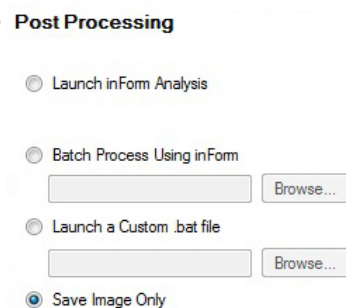 Post Processing
Launch inForm Analysis
Batch Process Using inForm
Browse...
Launch a Custom .bat file
Browse...
Save Image Only